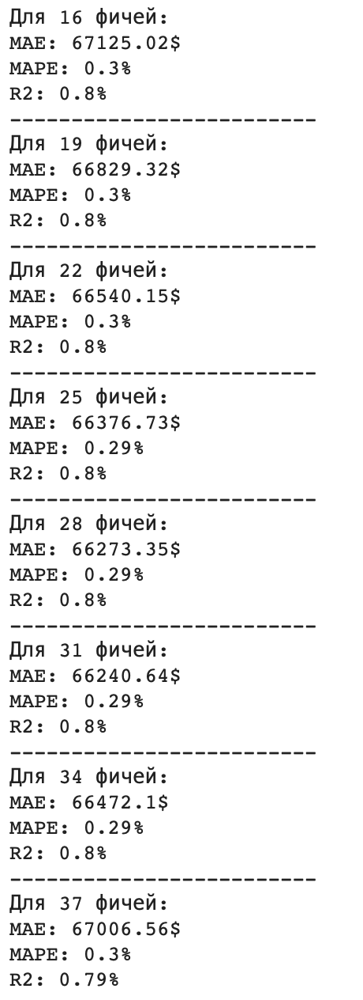 Для 16 фичей:
MAE: 67125.02$
MAPE: 0.3%
R2: 0.8%
-------------------------
Для 19 фичей:
MAE: 66829.32$
MAPE: 0.3%
R2: 0.8%
-------------------------
Для 22 фичей:
MAE: 66540.15$
MAPE: 0.3%
R2: 0.8%
-------------------------
Для 25 фичей:
MAE: 66376.73$
MAPE: 0.29%
R2: 0.8%
-------------------------
Для 28 фичей:
MAE: 66273.35$
MAPE: 0.29%
R2: 0.8%
-------------------------
Для 31 фичей:
MAE: 66240.64$
MAPE: 0.29%
R2: 0.8%
-------------------------
Для 34 фичей:
MAE: 66472.1$
MAPE: 0.29%
R2: 0.8%
-------------------------
Для 37 фичей:
MAE: 67006.56$
MAPE: 0.3%
R2: 0.79%